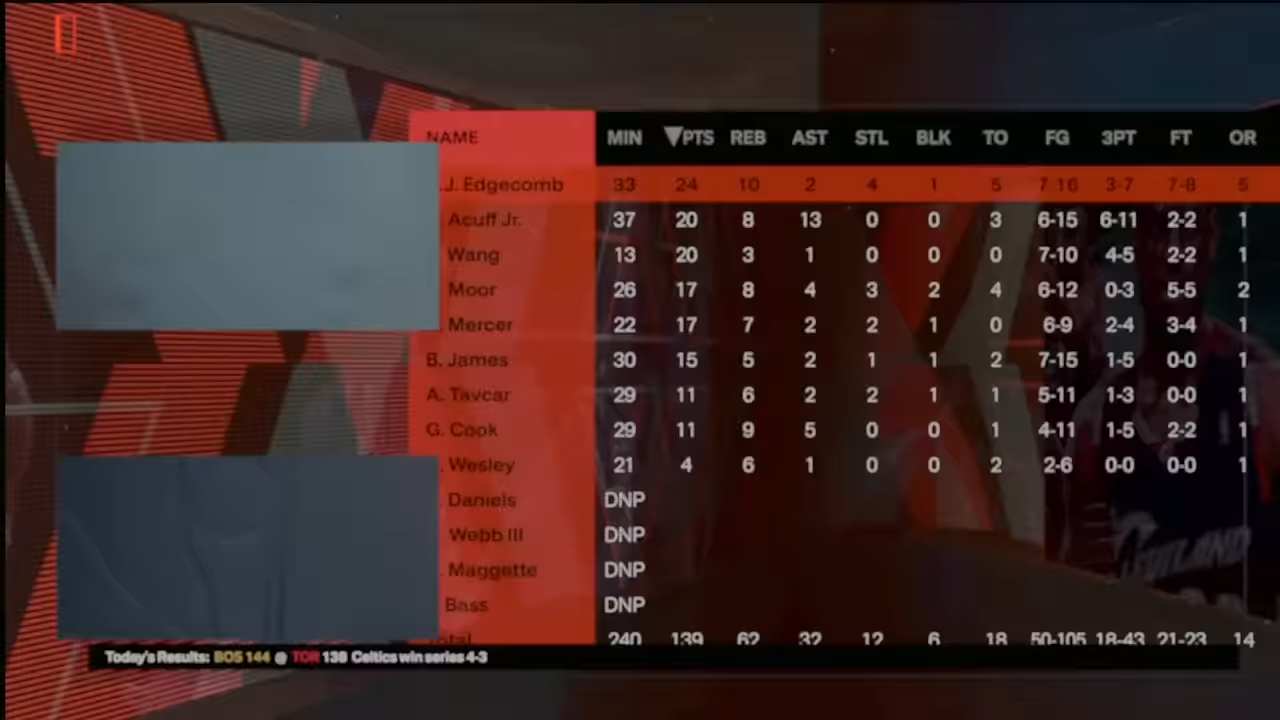 NAME MIN ▼PTS REB AST STL BLK TO FG 3PT FT OR
.J. Edgecomb 33 24 10 2 4 1 5 7-16 3-7 7-8 5
Acuff Jr. 37 20 8 13 0 0 3 6-15 6-11 2-2 1
Wang 13 20 3 1 0 0 0 7-10 4-5 2-2 1
Moor 26 17 8 4 3 2 4 6-12 0-3 5-5 2
. Mercer 22 17 7 2 2 1 0 6-9 2-4 3-4 1
B. James 30 15 5 2 1 1 2 7-15 1-5 0-0 1
A. Tavcar 29 11 6 2 2 1 1 5-11 1-3 0-0 1
G. Cook 29 11 9 5 0 0 1 4-11 1-5 2-2 1
. Wesley 21 4 6 1 0 0 2 2-6 0-0 0-0 1
. Daniels DNP
Webb III DNP
. Maggette DNP
Bass DNP
Total 240 139 62 32 12 6 18 50-105 18-43 21-23 14
Today's Results: BOS 144 @ TOR 138 Celtics win series 4-3